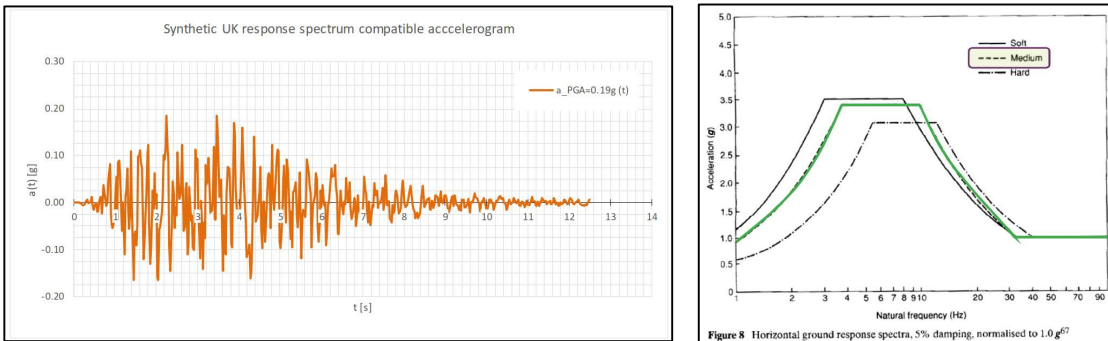 Synthetic UK response spectrum compatible acccelerogram
0.30
0.20
0.10
0.00
-0.10
-0.20
a(t) [g]
a_PGA=0.19g (t)
0 1 2 3 4 5 6 7 8 9 10 11 12 13 14
t [s]
5.0
4.5
4.0
3.5
3.0
2.5
2.0
1.5
1.0
0.5
0
Acceleration (g)
Soft
Medium
Hard
1 2 3 4 5 6 7 8 9 10 20 30 40 50 70 90
Natural frequency (Hz)
Figure 8 Horizontal ground response spectra, 5% damping, normalised to 1.0 g67